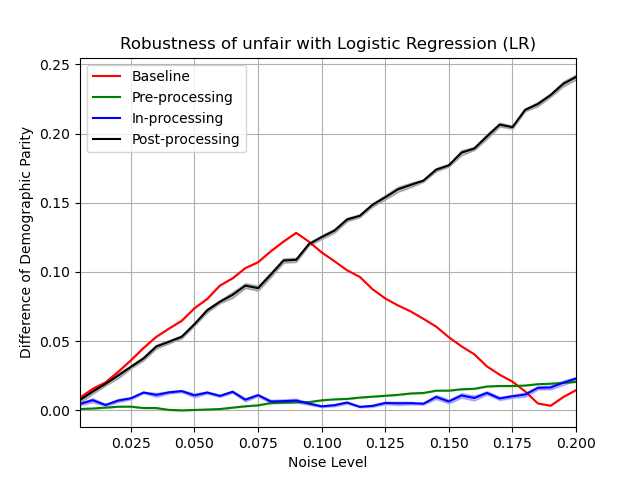 Robustness of unfair with Logistic Regression (LR)
Difference of Demographic Parity
0.25
0.20
0.15
0.10
0.05
0.00
Baseline
Pre-processing
In-processing
Post-processing
0.025 0.050 0.075 0.100 0.125 0.150 0.175 0.200
Noise Level